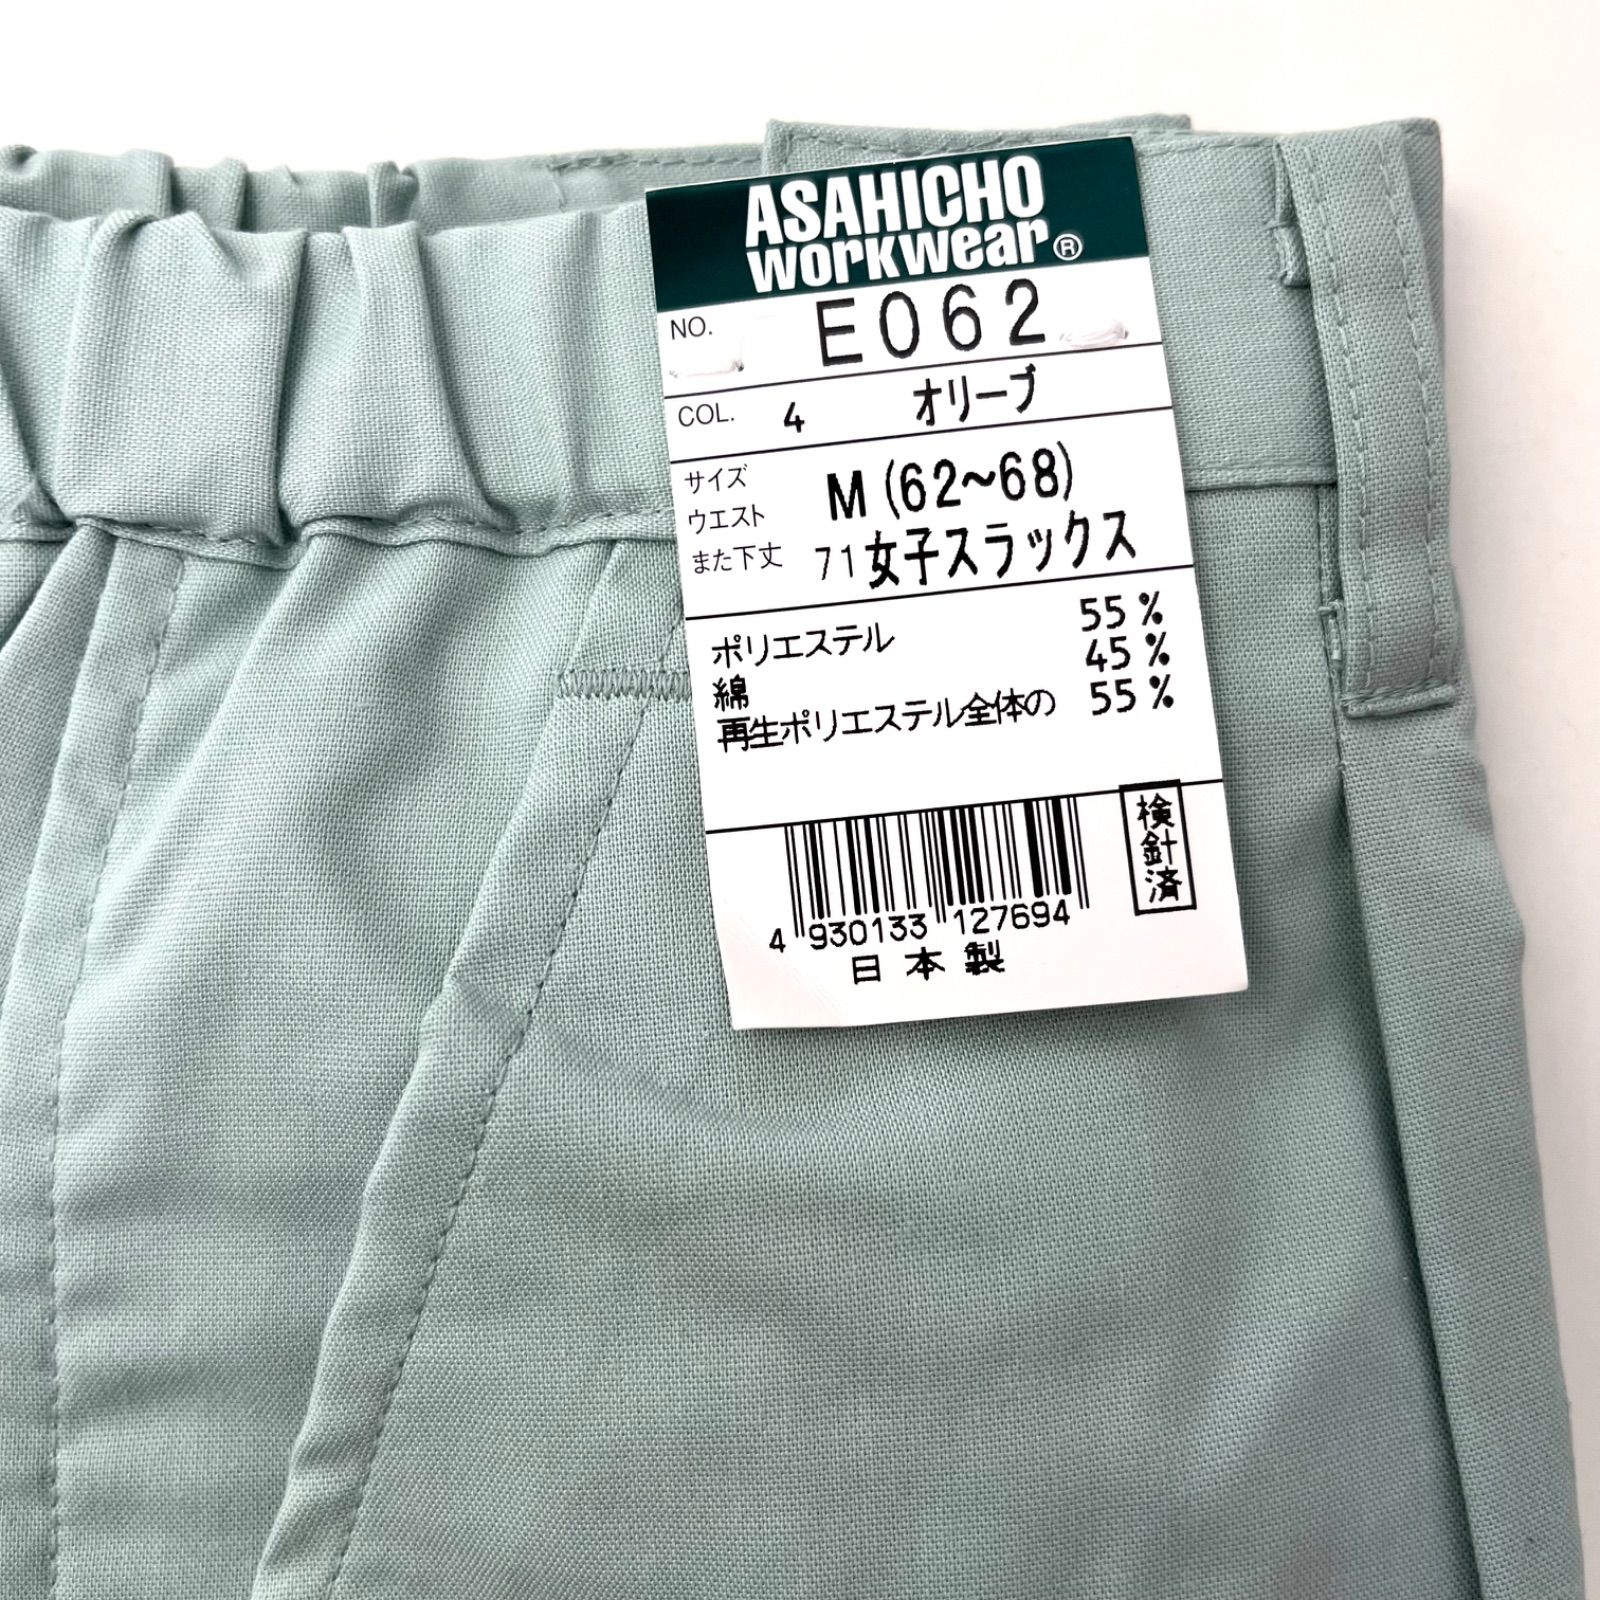 ASAHICHO
workwear®
NO. E062
COL. 4 オリーブ
サイズ M (62~68)
ウエスト
また下丈 71女子スラックス
ポリエステル 55%
綿 45%
再生ポリエステル全体の 55%
検針済
4 930133 127694
日本製